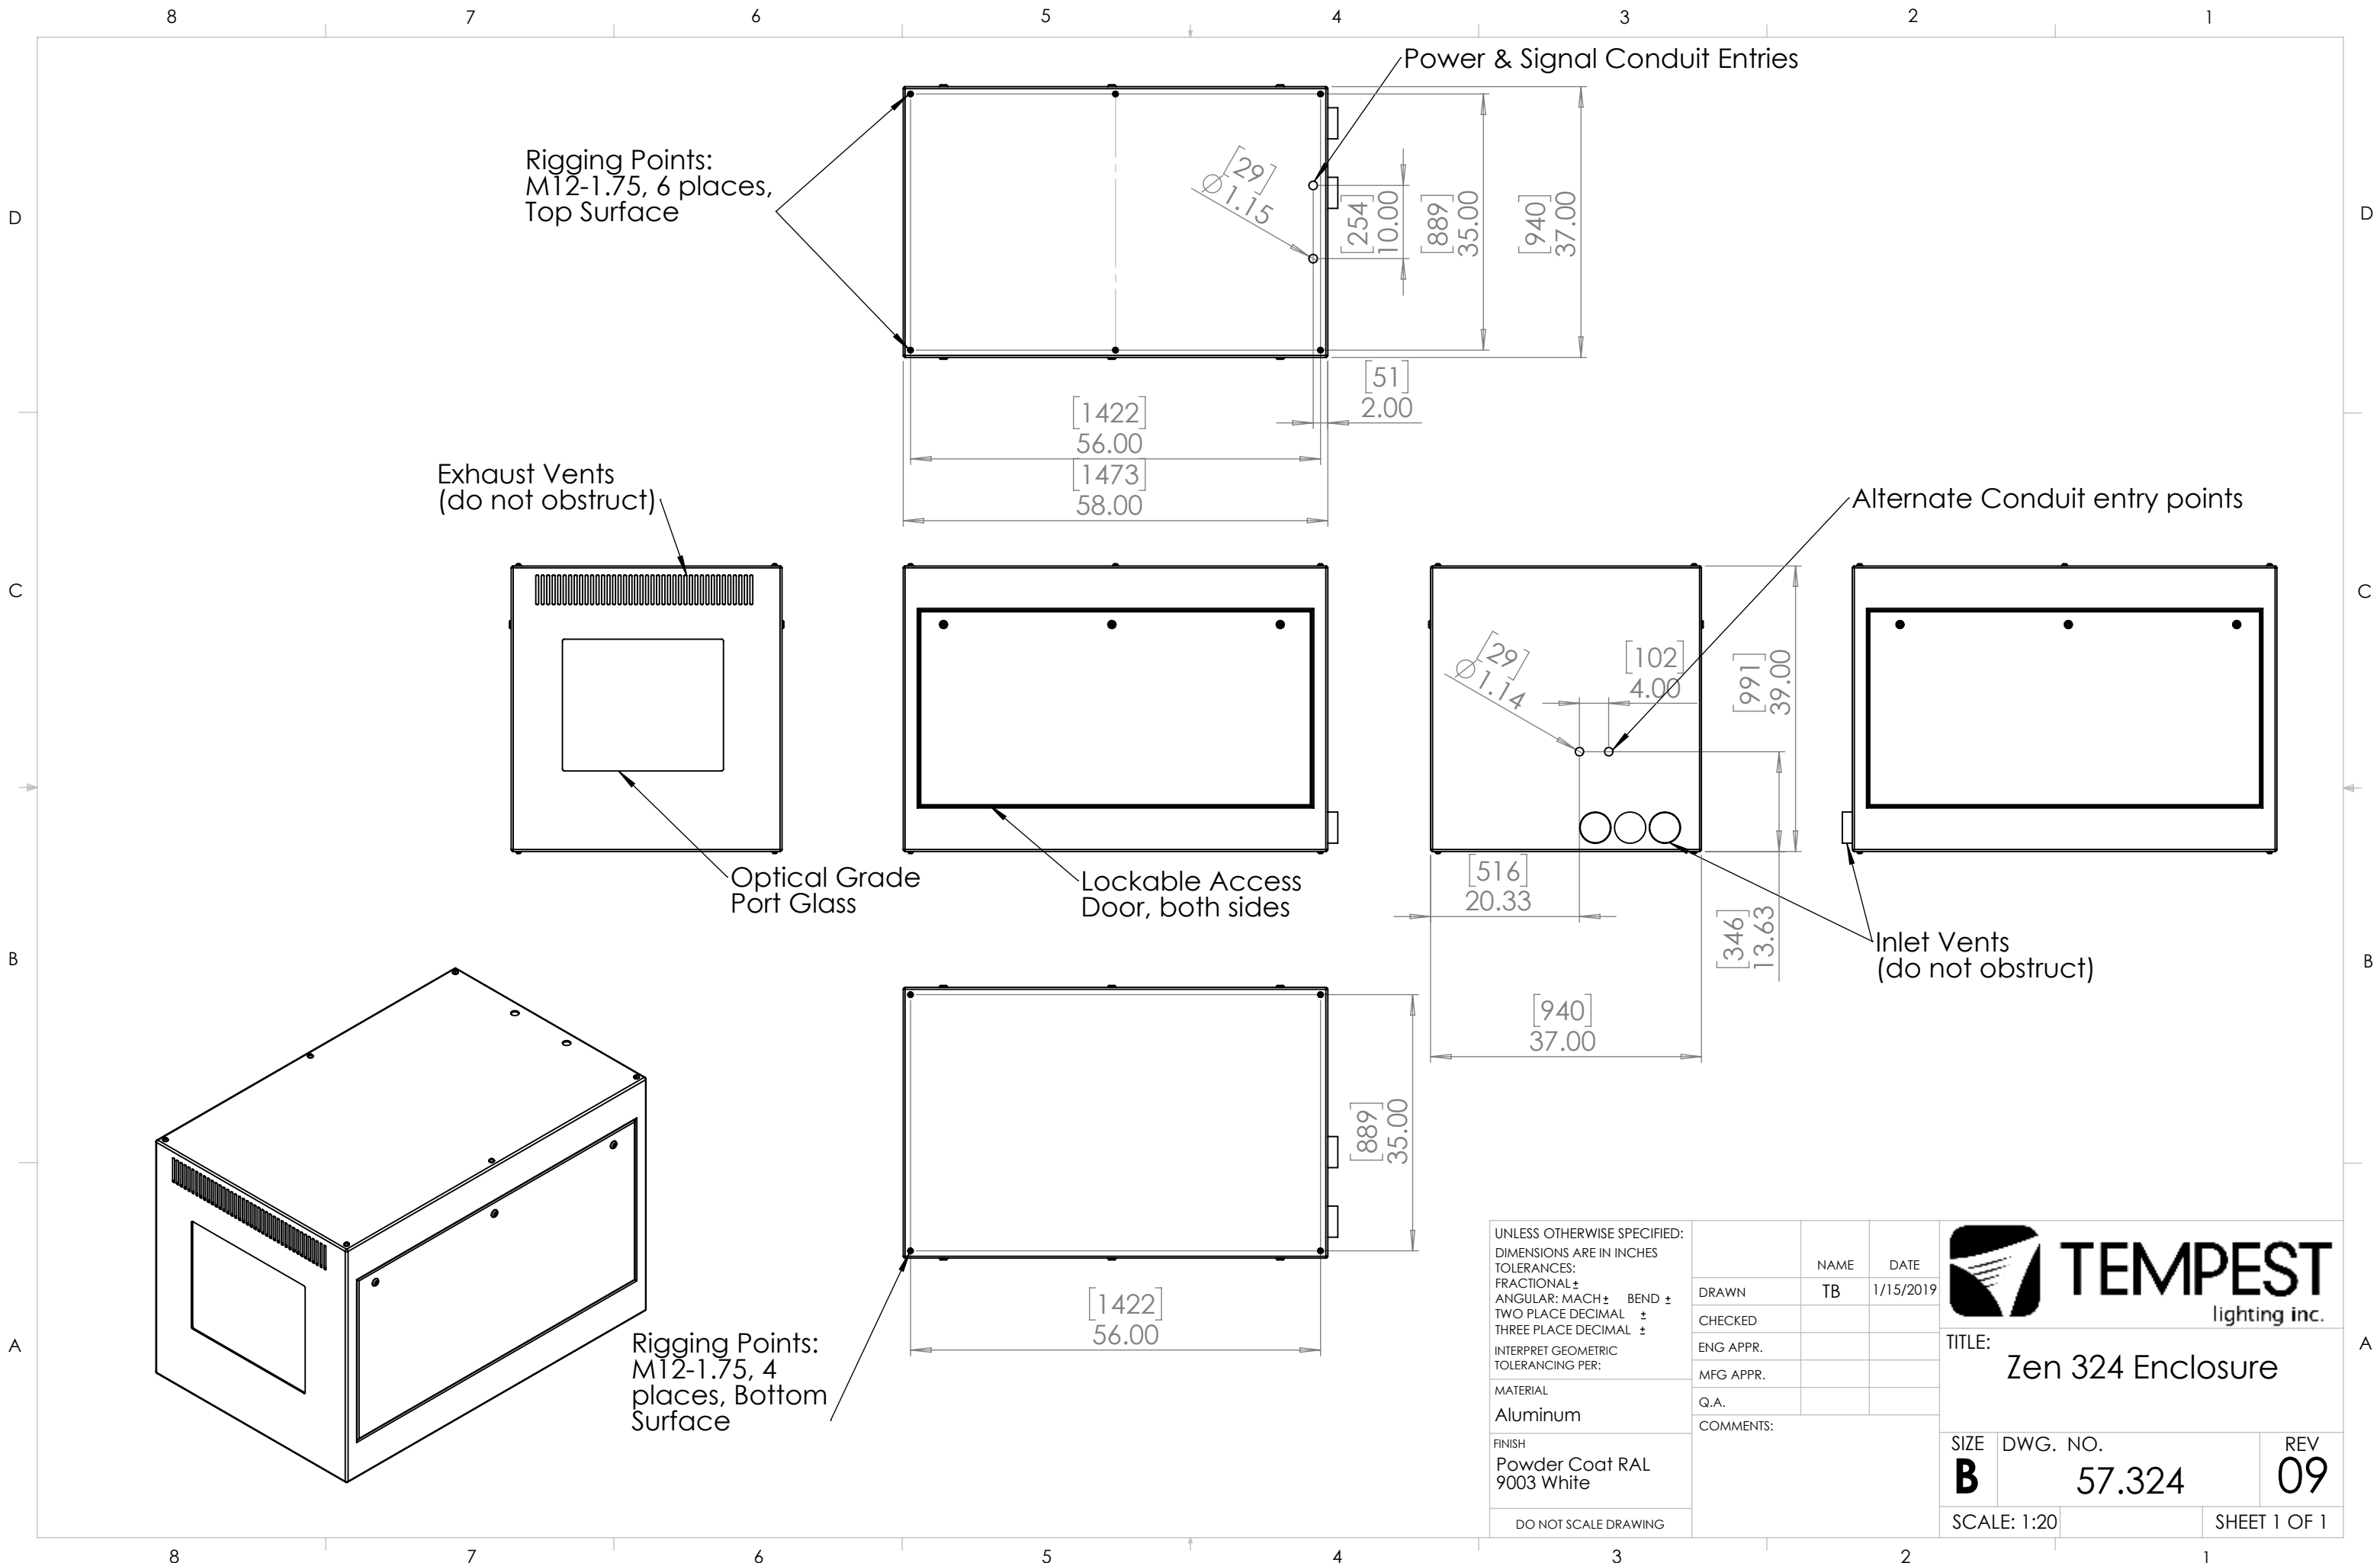 8 7 6 5 4 3 2 1
Power & Signal Conduit Entries
Rigging Points:
M12-1.75, 6 places,
Top Surface
[29]
∅1.15
[254]
10.00
[889]
35.00
[940]
37.00
D D
[51]
2.00
[1422]
56.00
[1473]
58.00
Exhaust Vents
(do not obstruct)
Alternate Conduit entry points
C C
[29]
∅1.14
[102]
4.00
[991]
39.00
Optical Grade
Port Glass
Lockable Access
Door, both sides
[516]
20.33
[346]
13.63
Inlet Vents
(do not obstruct)
B B
[940]
37.00
[889]
35.00
[1422]
56.00
Rigging Points:
M12-1.75, 4
places, Bottom
Surface
A A
UNLESS OTHERWISE SPECIFIED:
DIMENSIONS ARE IN INCHES
TOLERANCES:
FRACTIONAL ±
ANGULAR: MACH ± BEND ±
TWO PLACE DECIMAL ±
THREE PLACE DECIMAL ±
INTERPRET GEOMETRIC
TOLERANCING PER:
MATERIAL
Aluminum
FINISH
Powder Coat RAL
9003 White
DO NOT SCALE DRAWING
NAME DATE
DRAWN TB 1/15/2019
CHECKED
ENG APPR.
MFG APPR.
Q.A.
COMMENTS:
TEMPEST
lighting inc.
TITLE:
Zen 324 Enclosure
SIZE DWG. NO. REV
B 57.324 09
SCALE: 1:20 SHEET 1 OF 1
8 7 6 5 4 3 2 1